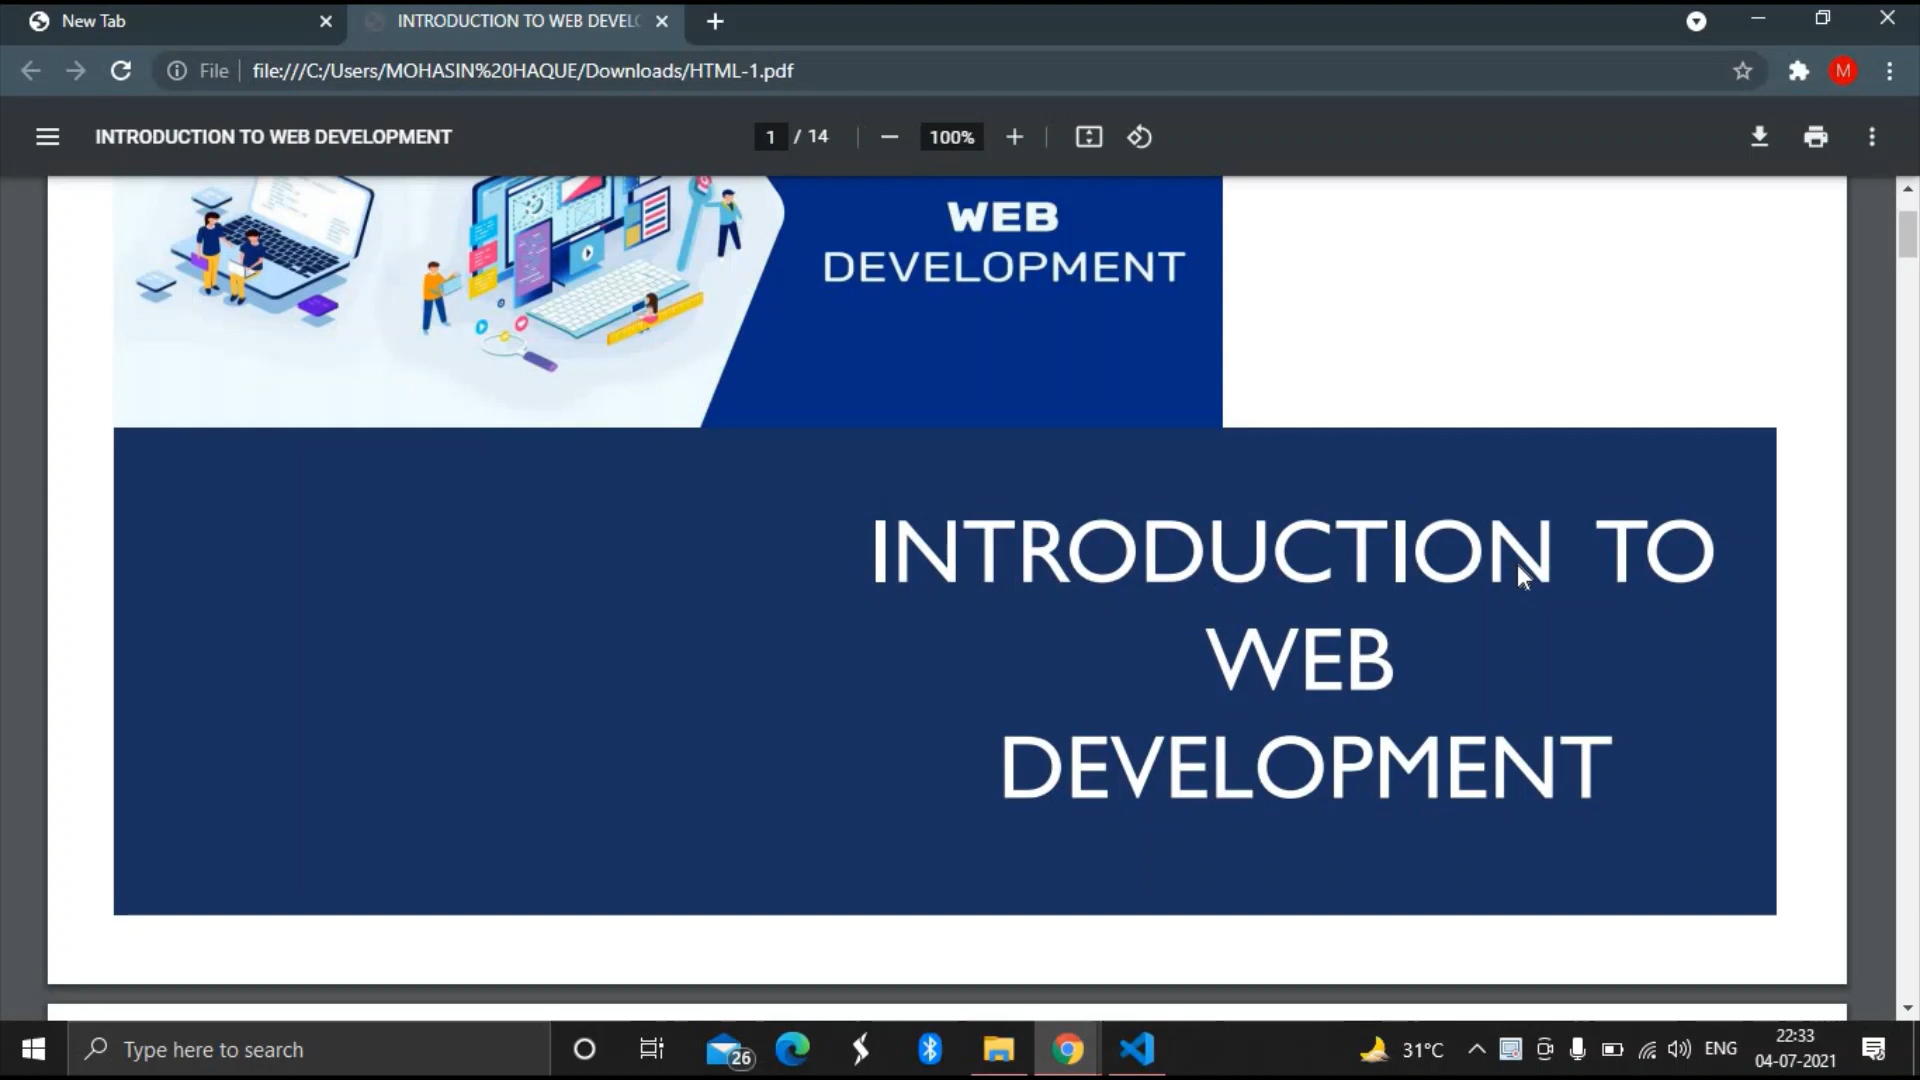 New Tab
INTRODUCTION TO WEB DEVEL
File
file:///C:/Users/MOHASIN%20HAQUE/Downloads/HTML-1.pdf
M
INTRODUCTION TO WEB DEVELOPMENT
1 / 14
100%
WEB
DEVELOPMENT
INTRODUCTION TO
WEB
DEVELOPMENT
Type here to search
26
31°C
ENG
22:33
04-07-2021